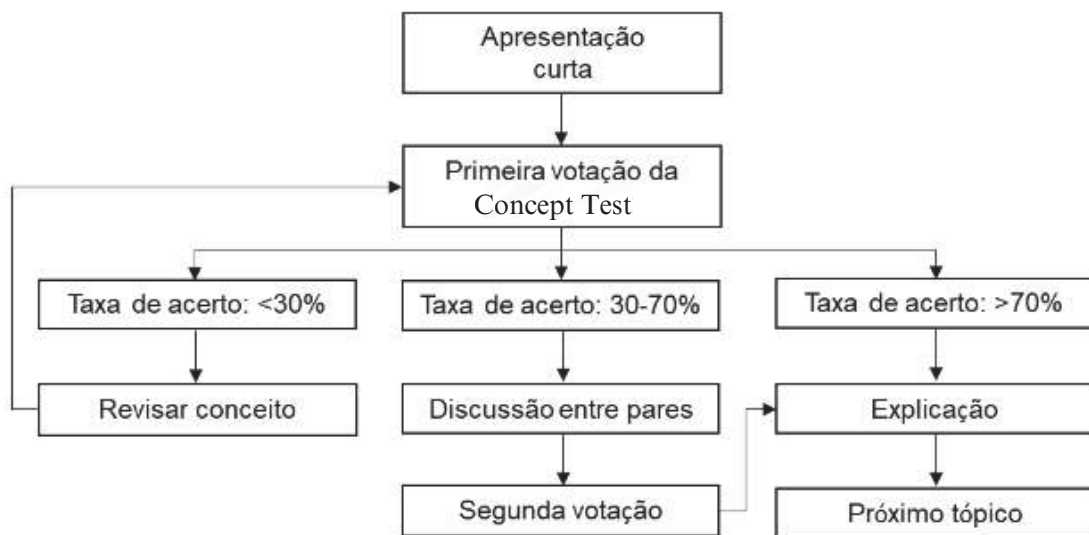 Apresentação
curta
Primeira votação da
Concept Test
Taxa de acerto: <30%
Taxa de acerto: 30-70%
Taxa de acerto: >70%
Revisar conceito
Discussão entre pares
Explicação
Segunda votação
Próximo tópico